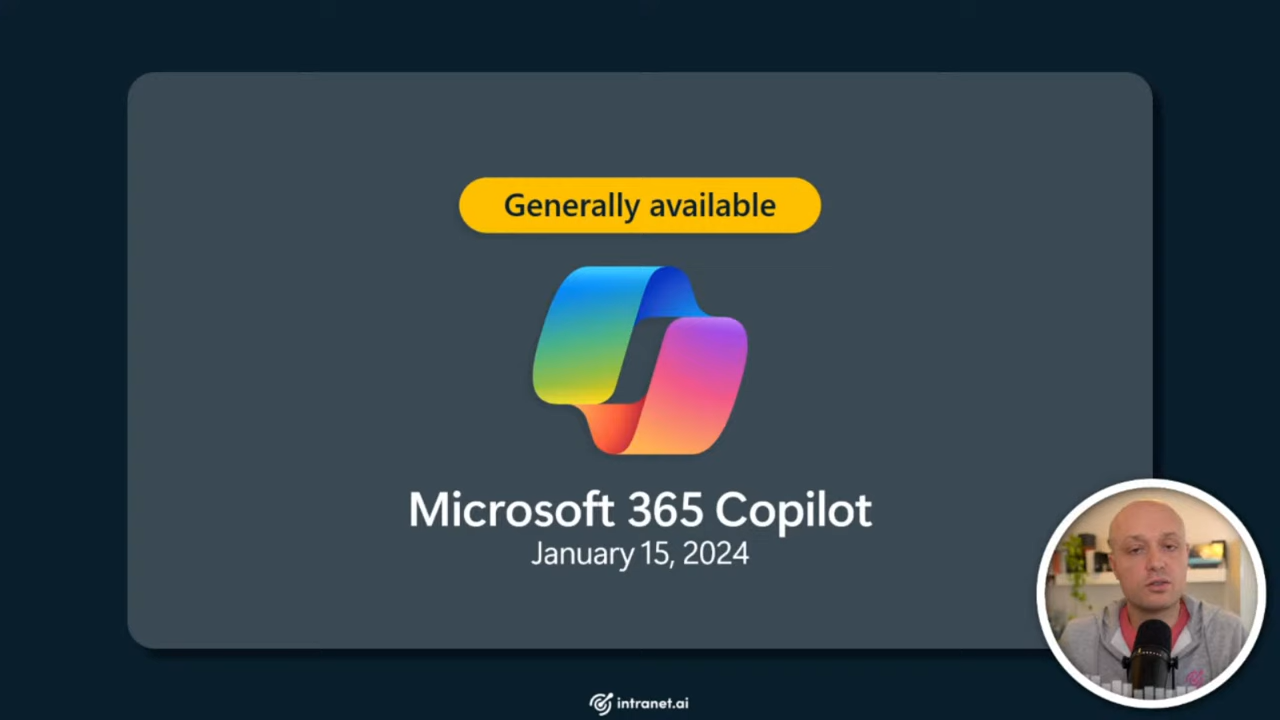 Generally available
Microsoft 365 Copilot
January 15, 2024
intranet.ai